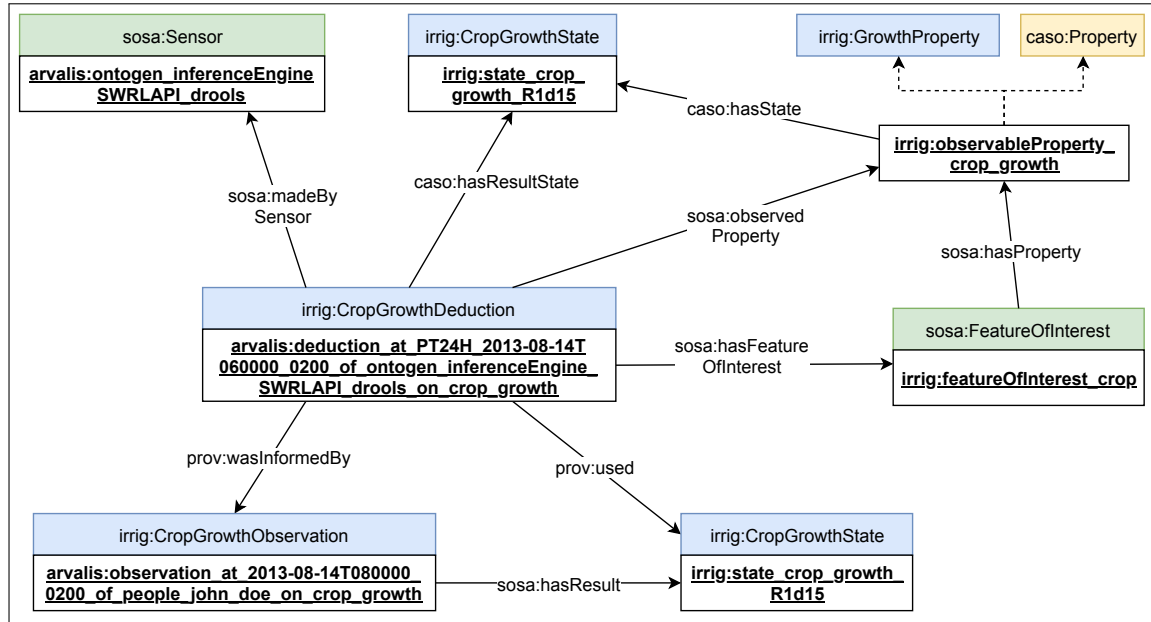 sosa:Sensor
arvalis:ontogen_inferenceEngine
SWRLAPI_drools
irrig:CropGrowthState
irrig:state_crop_
growth_R1d15
irrig:GrowthProperty
caso:Property
caso:hasState
irrig:observableProperty_
crop_growth
sosa:madeBy
Sensor
caso:hasResultState
sosa:observed
Property
sosa:hasProperty
irrig:CropGrowthDeduction
arvalis:deduction_at_PT24H_2013-08-14T
060000_0200_of_ontogen_inferenceEngine_
SWRLAPI_drools_on_crop_growth
sosa:hasFeature
OfInterest
sosa:FeatureOfInterest
irrig:featureOfInterest_crop
prov:wasInformedBy
prov:used
irrig:CropGrowthObservation
arvalis:observation_at_2013-08-14T080000_
0200_of_people_john_doe_on_crop_growth
sosa:hasResult
irrig:CropGrowthState
irrig:state_crop_growth_
R1d15